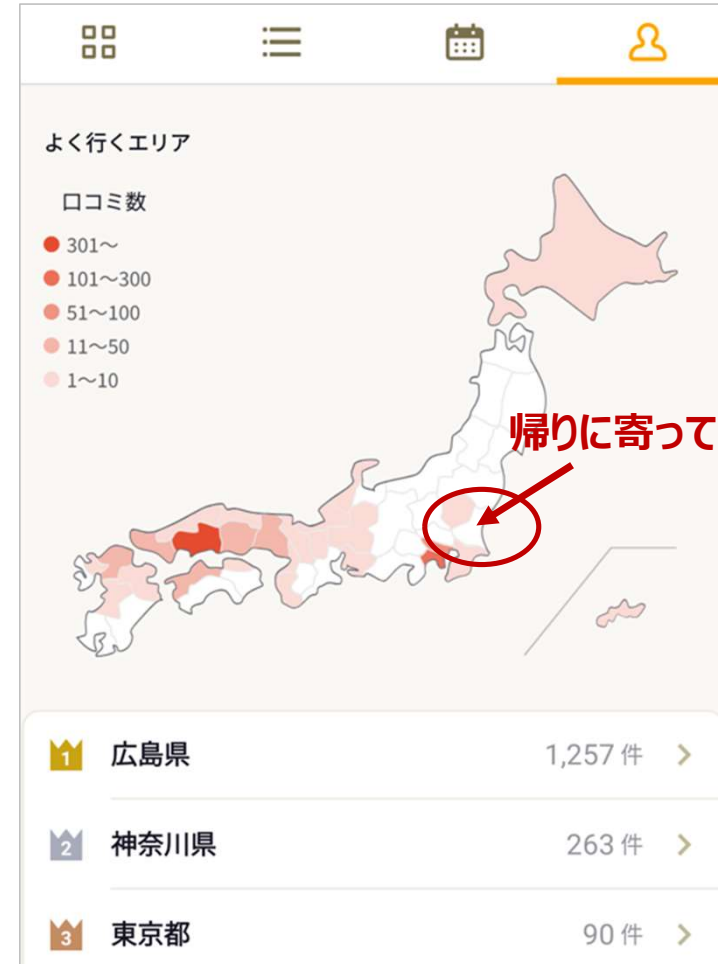 よく行くエリア
口コミ数
301～
101～300
51～100
11～50
1～10
帰りに寄って
1 広島県 1,257 件
2 神奈川県 263 件
3 東京都 90 件